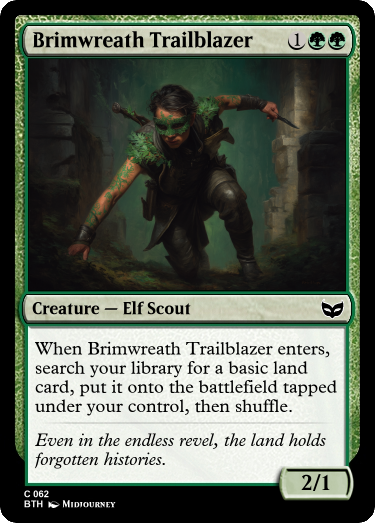 Brimwreath Trailblazer 1
Creature — Elf Scout
When Brimwreath Trailblazer enters,
search your library for a basic land
card, put it onto the battlefield tapped
under your control, then shuffle.
Even in the endless revel, the land holds
forgotten histories.
2/1
C 062
BTH Midjourney